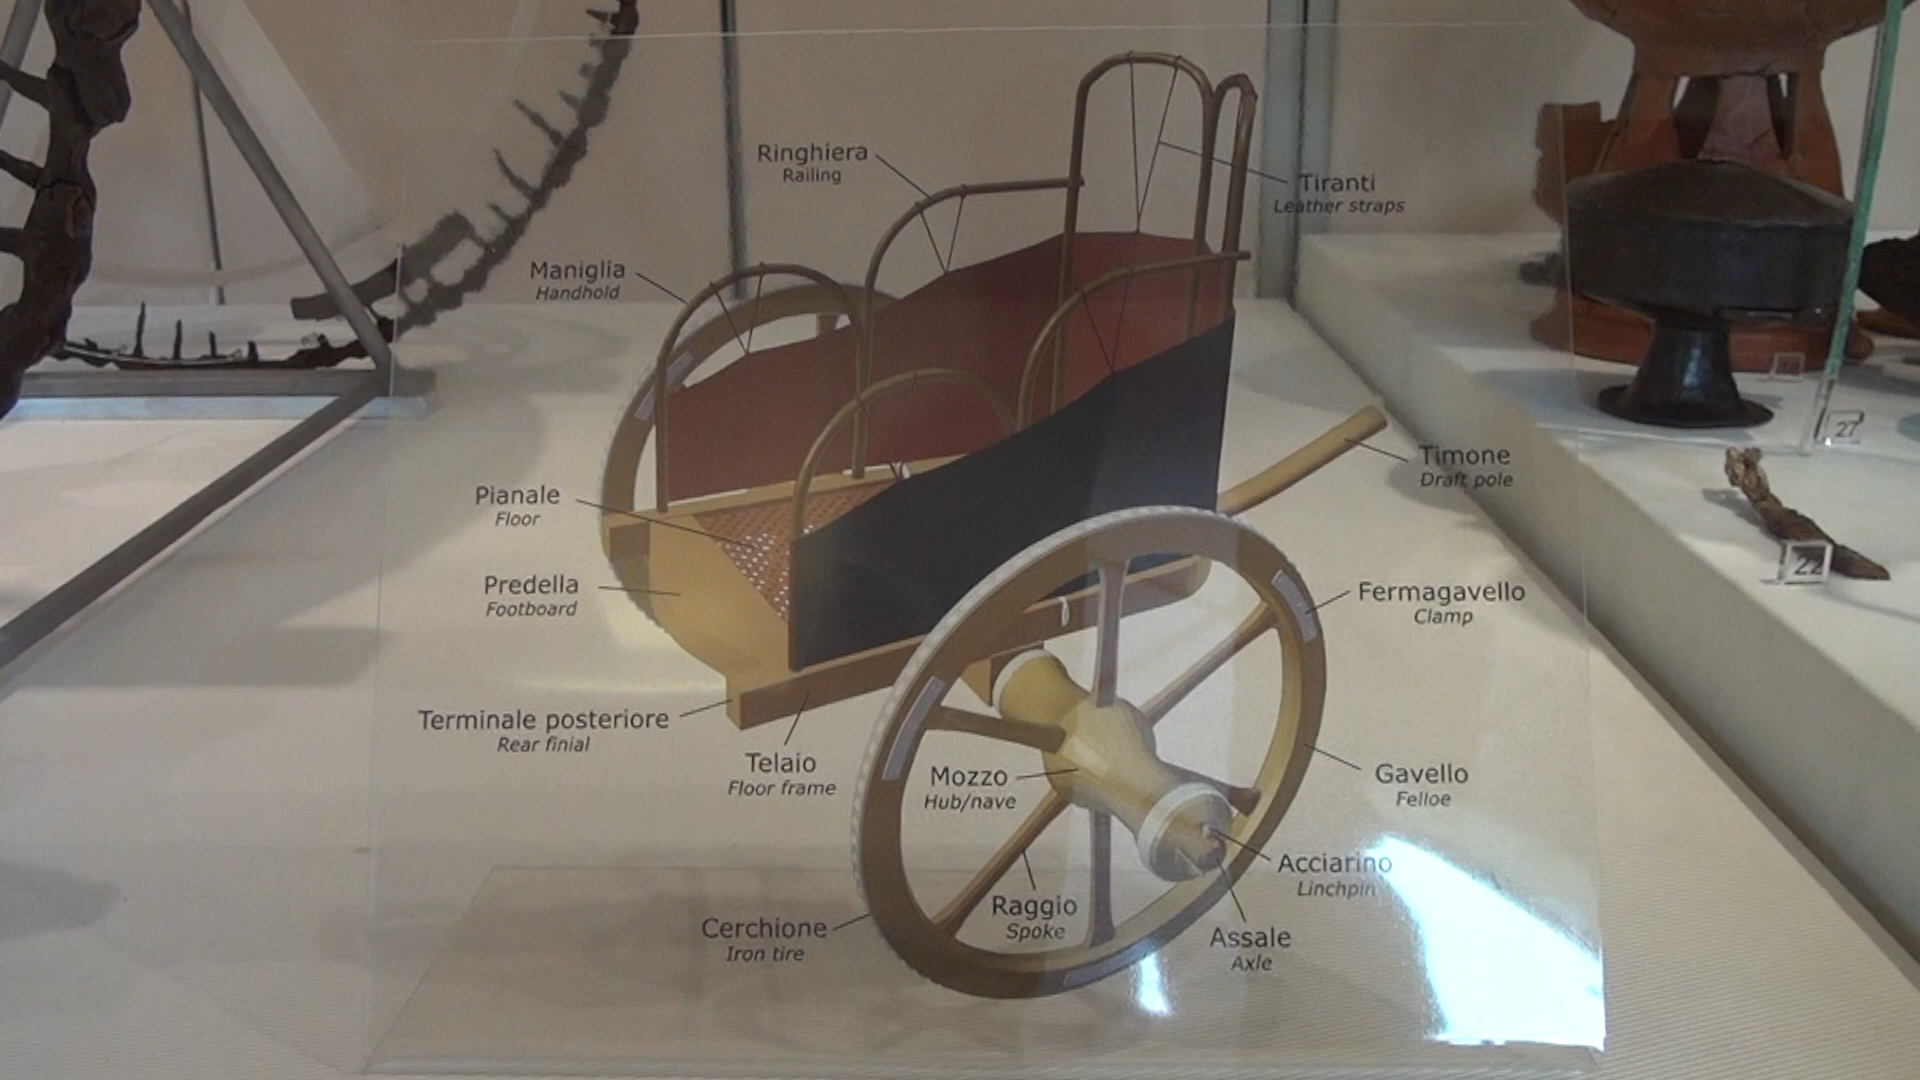 Ringhiera
Railing
Tiranti
Leather straps
Maniglia
Handhold
Timone
Draft pole
Pianale
Floor
Predella
Footboard
Fermagavello
Clamp
Terminale posteriore
Rear finial
Telaio
Floor frame
Mozzo
Hub/nave
Gavello
Felloe
Acciarino
Linchpin
Raggio
Spoke
Cerchione
Iron tire
Assale
Axle
27
22